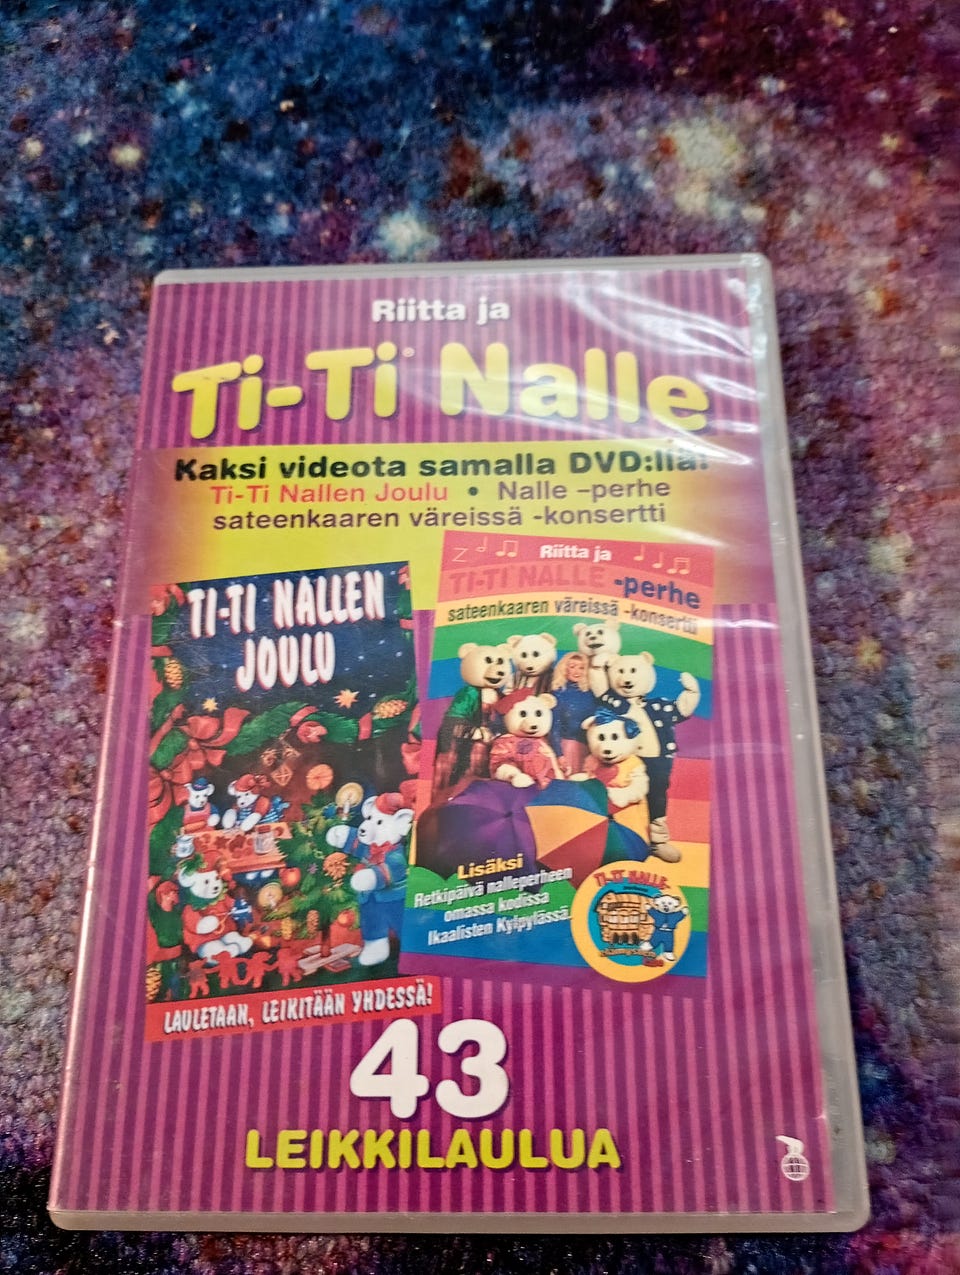 Riitta ja
Ti-Ti® Nalle
Kaksi videota samalla DVD:llä!
Ti-Ti Nallen Joulu • Nalle –perhe
sateenkaaren väreissä -konsertti
TI-TI NALLEN
JOULU
LAULETAAN, LEIKITÄÄN YHDESSÄ!
Riitta ja
TI-TI NALLE -perhe
sateenkaaren väreissä -konsertti
Lisäksi
Retkipäivä nalleperheen
omassa kodissa
Ikaalisten Kylpylässä.
TI-TI NALLE-
43
LEIKKILAULUA